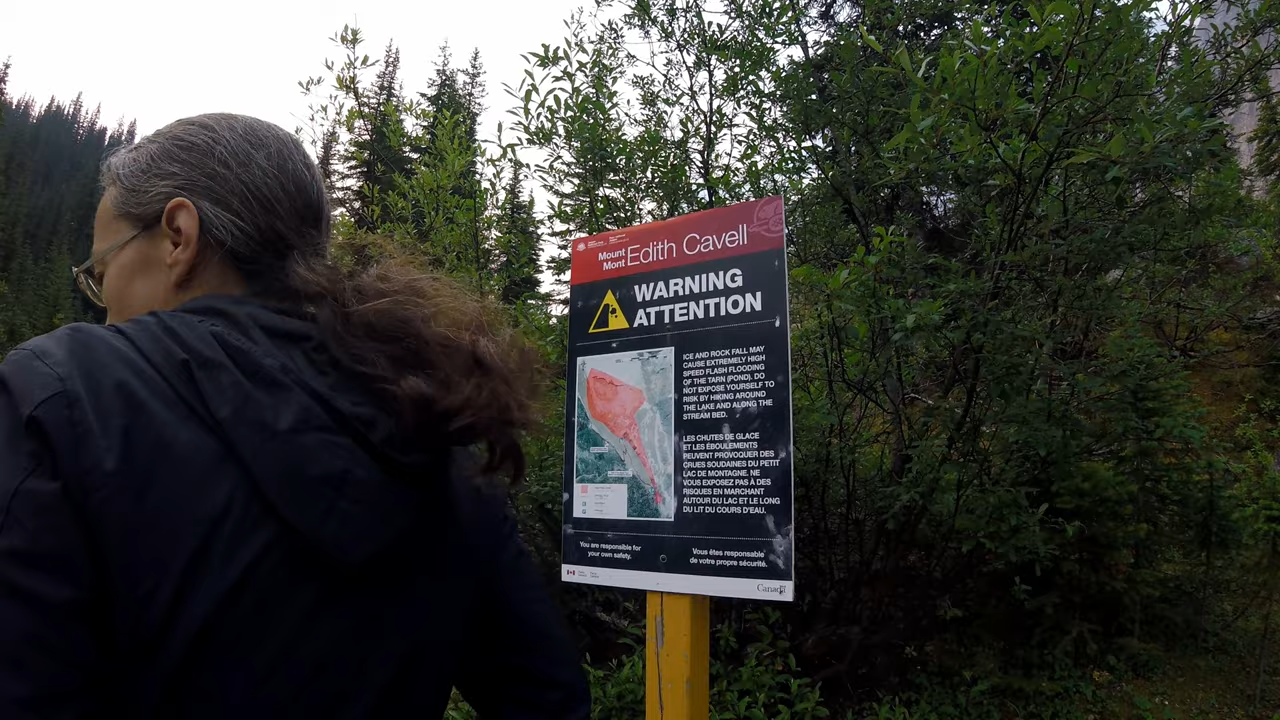 Mount
Mont
Edith Cavell
WARNING
ATTENTION
ICE AND ROCK FALL MAY
CAUSE EXTREMELY HIGH
SPEED FLASH FLOODING
OF THE TARN (POND). DO
NOT EXPOSE YOURSELF TO
RISK BY HIKING AROUND
THE LAKE AND ALONG THE
STREAM BED.
LES CHUTES DE GLACE
ET LES ÉBOULEMENTS
PEUVENT PROVOQUER DES
CRUES SOUDAINES DU PETIT
LAC DE MONTAGNE. NE
VOUS EXPOSEZ PAS À DES
RISQUES EN MARCHANT
AUTOUR DU LAC ET LE LONG
DU LIT DU COURS D'EAU.
You are responsible for
your own safety.
Vous êtes responsable
de votre propre sécurité.
Canada